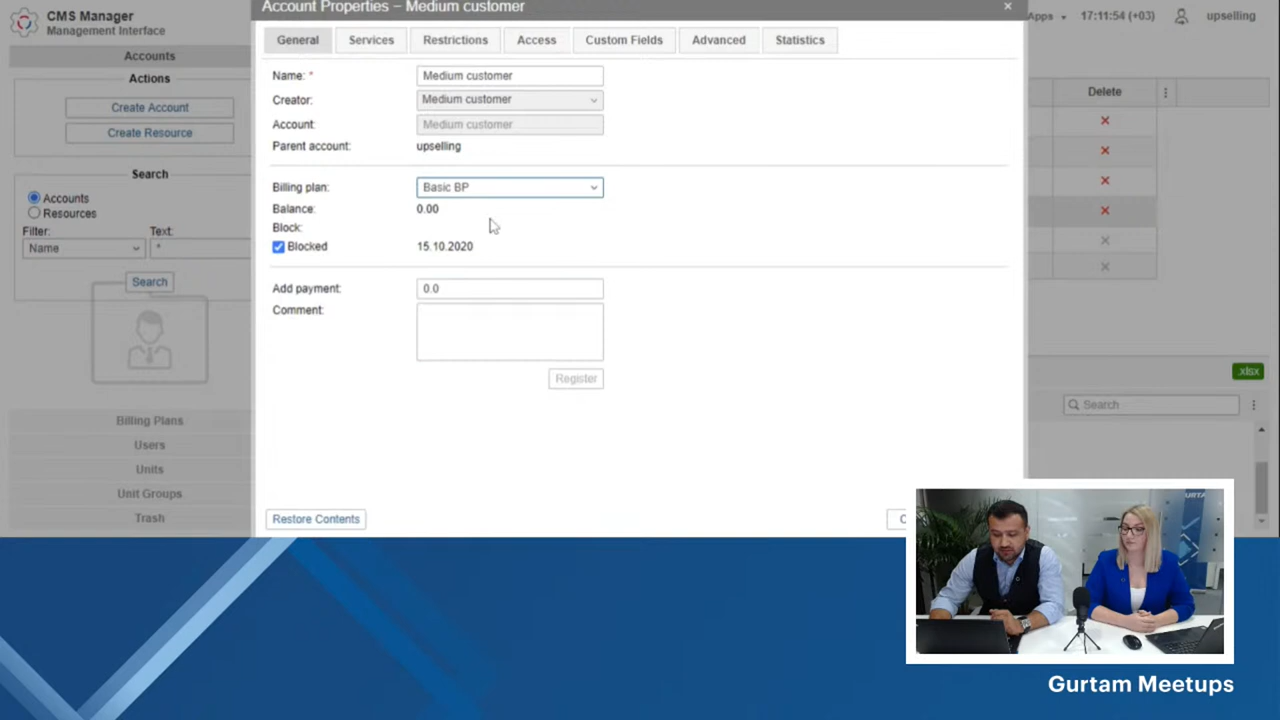 CMS Manager
Management Interface
Accounts
Actions
Create Account
Create Resource
Search
Accounts
Resources
Filter:
Text:
Name
*
Search
Billing Plans
Users
Units
Unit Groups
Trash
Account Properties – Medium customer
×
General
Services
Restrictions
Access
Custom Fields
Advanced
Statistics
Name: *
Medium customer
Creator:
Medium customer
Account:
Medium customer
Parent account:
upselling
Billing plan:
Basic BP
Balance:
0.00
Block:
Blocked
15.10.2020
Add payment:
0.0
Comment:
Register
Restore Contents
Apps
17:11:54 (+03)
upselling
Delete
.xlsx
Search
Gurtam Meetups